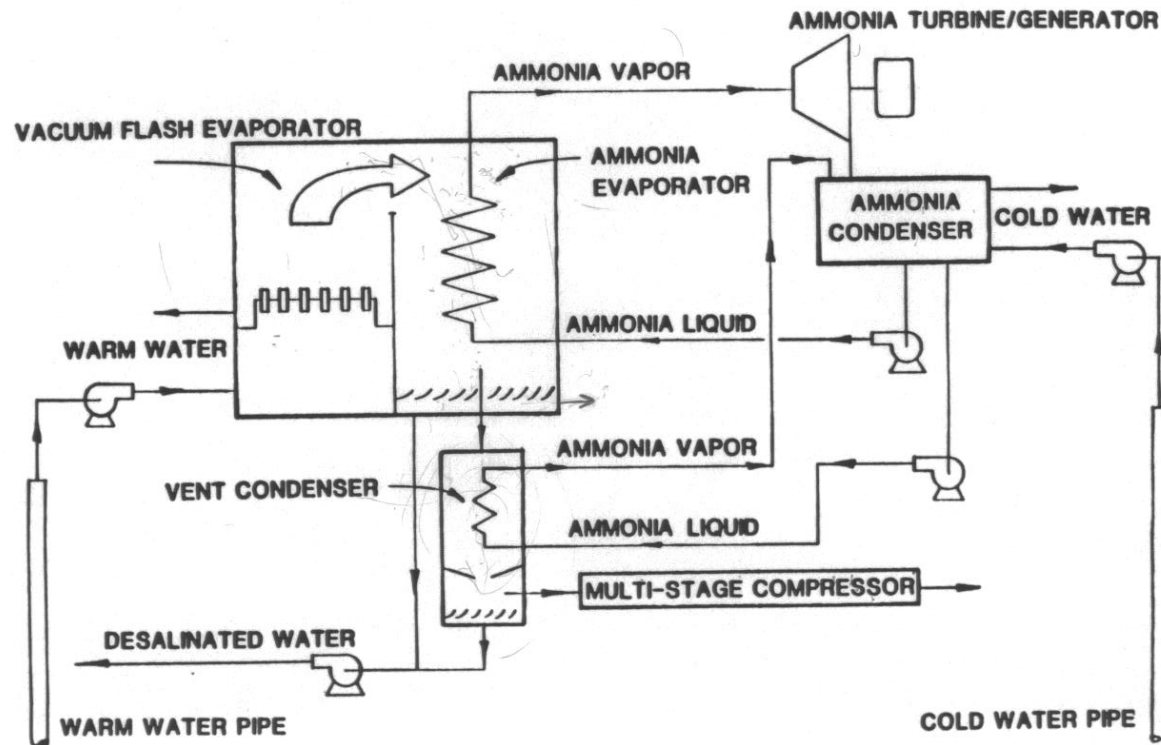 AMMONIA TURBINE/GENERATOR
AMMONIA VAPOR
VACUUM FLASH EVAPORATOR
AMMONIA
EVAPORATOR
AMMONIA
CONDENSER
COLD WATER
AMMONIA LIQUID
WARM WATER
AMMONIA VAPOR
VENT CONDENSER
AMMONIA LIQUID
MULTI-STAGE COMPRESSOR
DESALINATED WATER
WARM WATER PIPE
COLD WATER PIPE